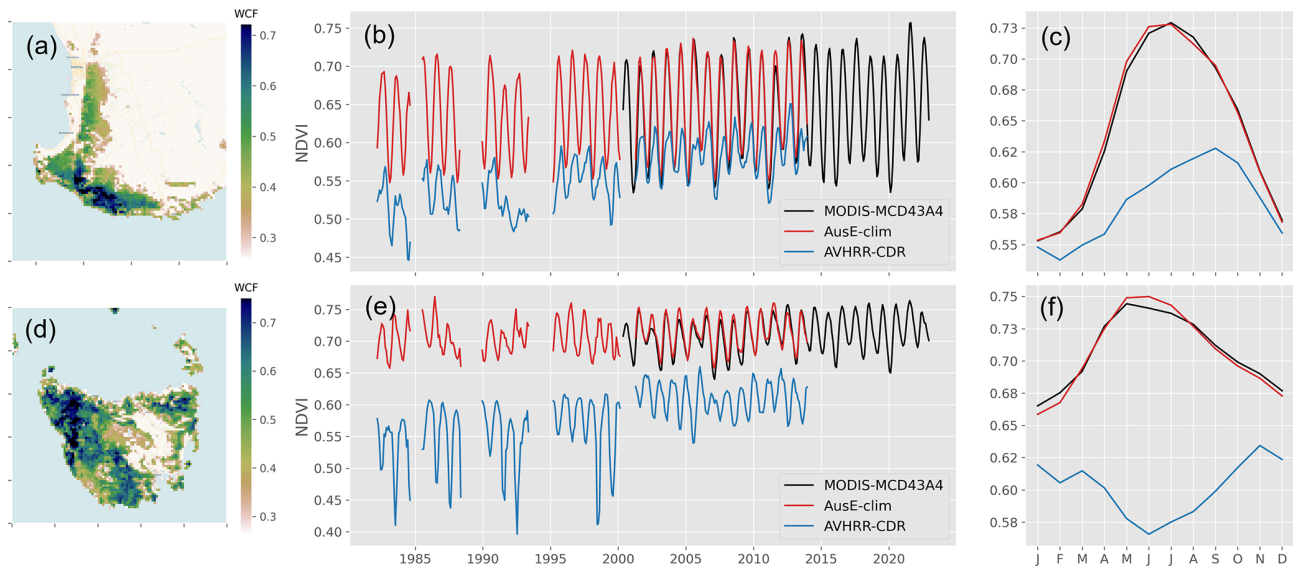 WCF
(a)
0.7
0.6
0.5
0.4
0.3
(b)
NDVI
0.75
0.70
0.65
0.60
0.55
0.50
0.45
MODIS-MCD43A4
AusE-clim
AVHRR-CDR
(c)
0.73
0.70
0.68
0.65
0.62
0.60
0.58
0.55
WCF
(d)
0.7
0.6
0.5
0.4
0.3
(e)
NDVI
0.75
0.70
0.65
0.60
0.55
0.50
0.45
0.40
MODIS-MCD43A4
AusE-clim
AVHRR-CDR
1985 1990 1995 2000 2005 2010 2015 2020
(f)
0.75
0.73
0.70
0.68
0.65
0.62
0.60
0.58
J F M A M J J A S O N D